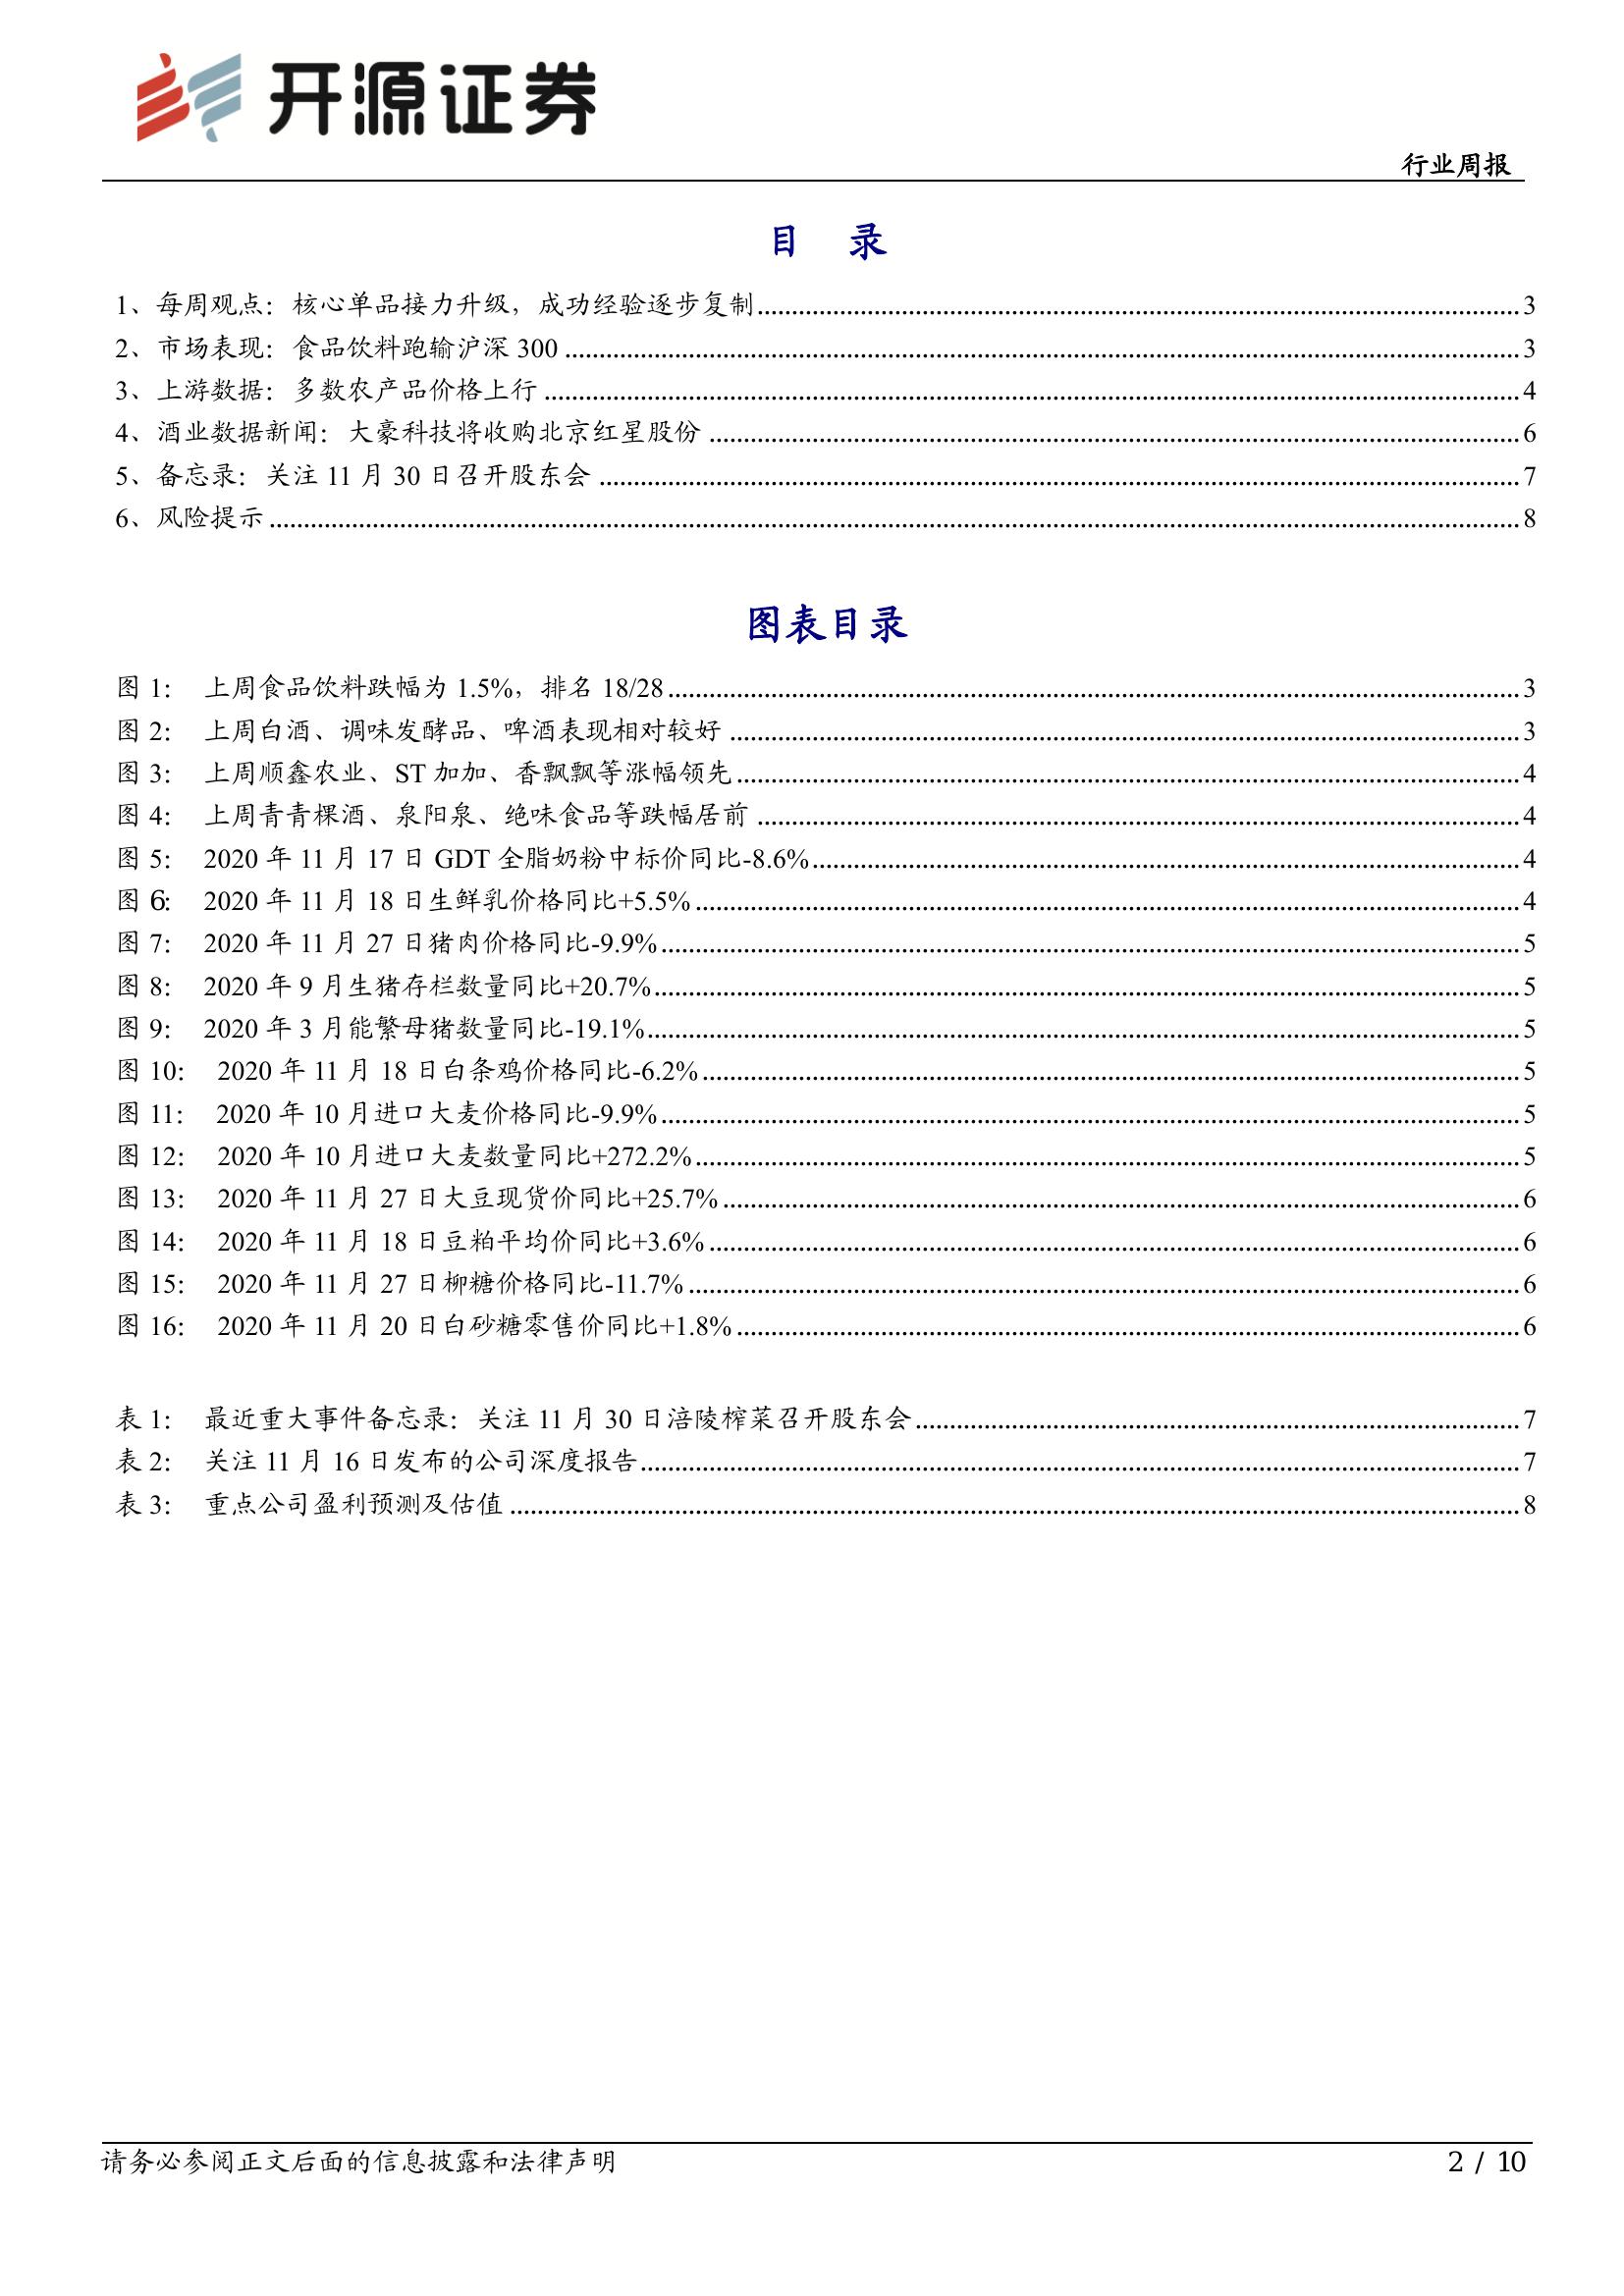 开源证券
行业周报
目 录
1、每周观点：核心单品接力升级，成功经验逐步复制 3
2、市场表现：食品饮料跑输沪深 300 3
3、上游数据：多数农产品价格上行 4
4、酒业数据新闻：大豪科技将收购北京红星股份 6
5、备忘录：关注 11 月 30 日召开股东会 7
6、风险提示 8
图表目录
图 1： 上周食品饮料跌幅为 1.5%，排名 18/28 3
图 2： 上周白酒、调味发酵品、啤酒表现相对较好 3
图 3： 上周顺鑫农业、ST 加加、香飘飘等涨幅领先 4
图 4： 上周青青稞酒、泉阳泉、绝味食品等跌幅居前 4
图 5： 2020 年 11 月 17 日 GDT 全脂奶粉中标价同比-8.6% 4
图 6： 2020 年 11 月 18 日生鲜乳价格同比+5.5% 4
图 7： 2020 年 11 月 27 日猪肉价格同比-9.9% 5
图 8： 2020 年 9 月生猪存栏数量同比+20.7% 5
图 9： 2020 年 3 月能繁母猪数量同比-19.1% 5
图 10： 2020 年 11 月 18 日白条鸡价格同比-6.2% 5
图 11： 2020 年 10 月进口大麦价格同比-9.9% 5
图 12： 2020 年 10 月进口大麦数量同比+272.2% 5
图 13： 2020 年 11 月 27 日大豆现货价同比+25.7% 6
图 14： 2020 年 11 月 18 日豆粕平均价同比+3.6% 6
图 15： 2020 年 11 月 27 日柳糖价格同比-11.7% 6
图 16： 2020 年 11 月 20 日白砂糖零售价同比+1.8% 6
表 1： 最近重大事件备忘录：关注 11 月 30 日涪陵榨菜召开股东会 7
表 2： 关注 11 月 16 日发布的公司深度报告 7
表 3： 重点公司盈利预测及估值 8
请务必参阅正文后面的信息披露和法律声明
2 / 10